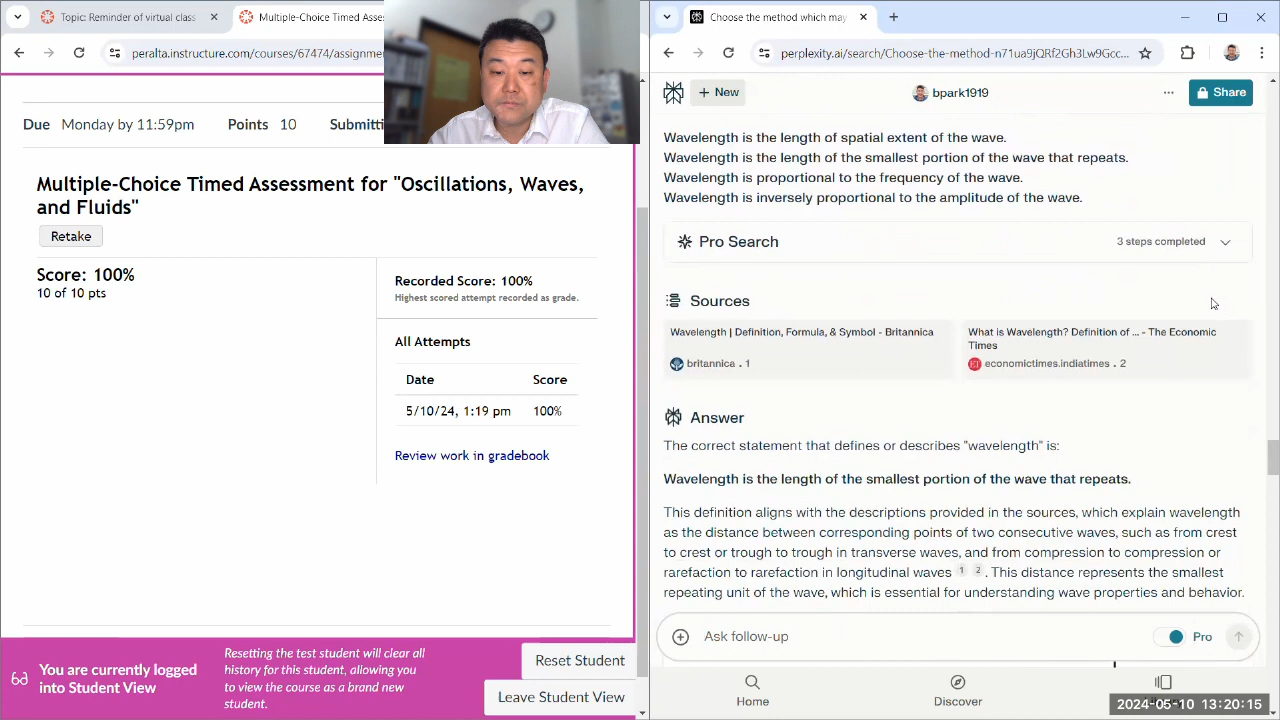 Topic: Reminder of virtual class
Multiple-Choice Timed Asses
peralta.instructure.com/courses/67474/assignme
Due Monday by 11:59pm Points 10 Submitti
Multiple-Choice Timed Assessment for "Oscillations, Waves,
and Fluids"
Retake
Score: 100%
10 of 10 pts
Recorded Score: 100%
Highest scored attempt recorded as grade.
All Attempts
Date Score
5/10/24, 1:19 pm 100%
Review work in gradebook
You are currently logged
into Student View
Resetting the test student will clear all
history for this student, allowing you
to view the course as a brand new
student.
Reset Student
Leave Student View
Choose the method which may
perplexity.ai/search/Choose-the-method-n71ua9jQRf2Gh3Iw9Gcc...
New
bpark1919
Share
Wavelength is the length of spatial extent of the wave.
Wavelength is the length of the smallest portion of the wave that repeats.
Wavelength is proportional to the frequency of the wave.
Wavelength is inversely proportional to the amplitude of the wave.
Pro Search 3 steps completed
Sources
Wavelength | Definition, Formula, & Symbol - Britannica
britannica . 1
What is Wavelength? Definition of ... - The Economic
Times
ET economictimes.indiatimes . 2
Answer
The correct statement that defines or describes "wavelength" is:
Wavelength is the length of the smallest portion of the wave that repeats.
This definition aligns with the descriptions provided in the sources, which explain wavelength
as the distance between corresponding points of two consecutive waves, such as from crest
to crest or trough to trough in transverse waves, and from compression to compression or
rarefaction to rarefaction in longitudinal waves 1 2 . This distance represents the smallest
repeating unit of the wave, which is essential for understanding wave properties and behavior.
Ask follow-up
Pro
Home
Discover
2024-05-10 13:20:15